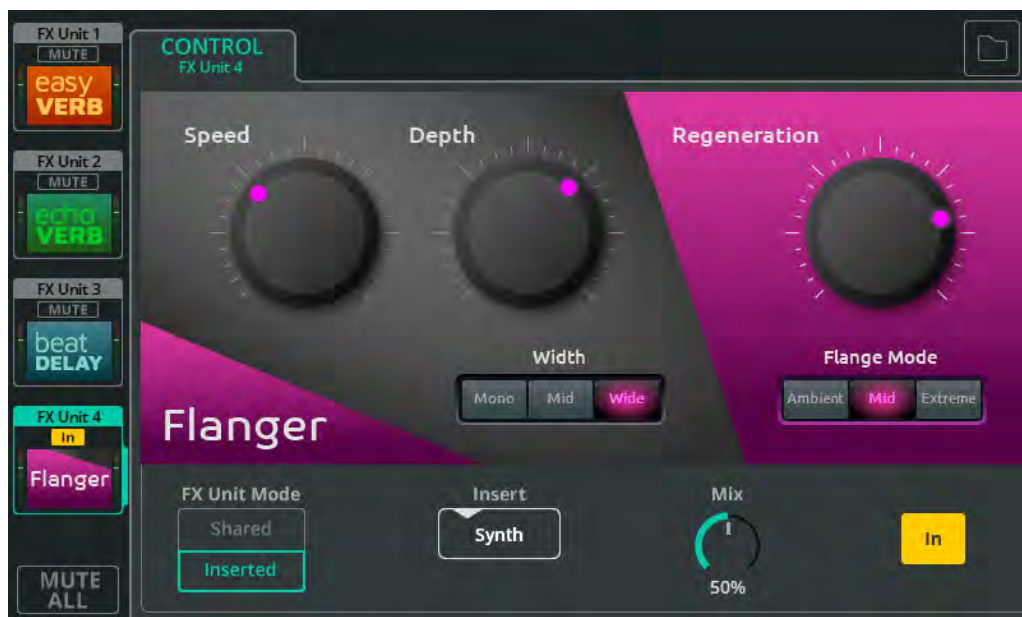 FX Unit 1
MUTE
easy
VERB
FX Unit 2
MUTE
echo
VERB
FX Unit 3
MUTE
beat
DELAY
FX Unit 4
In
Flanger
MUTE
ALL
CONTROL
FX Unit 4
Speed
Depth
Regeneration
Width
Mono Mid Wide
Flange Mode
Ambient Mid Extreme
Flanger
FX Unit Mode
Shared
Inserted
Insert
Synth
Mix
50%
In